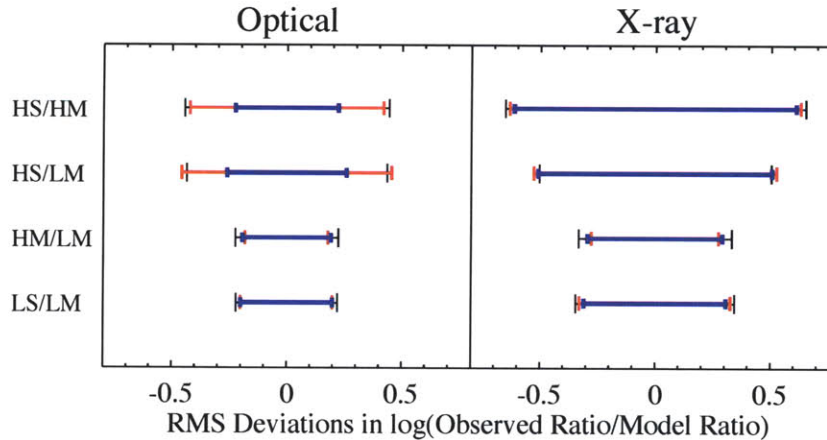 Optical X-ray
HS/HM
HS/LM
HM/LM
LS/LM
-0.5 0 0.5 -0.5 0 0.5
RMS Deviations in log(Observed Ratio/Model Ratio)